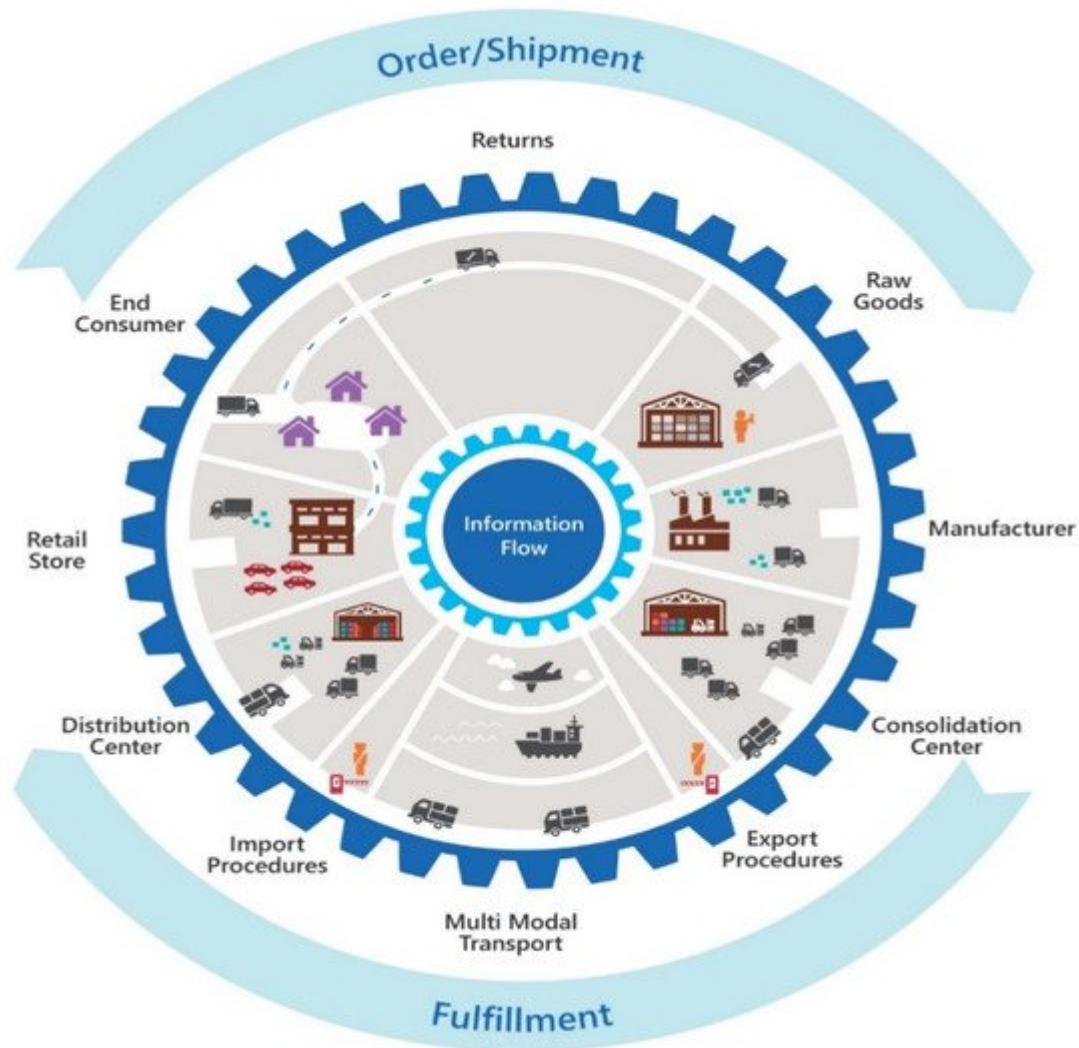 Order/Shipment
Returns
Raw
Goods
Manufacturer
Consolidation
Center
Export
Procedures
Multi Modal
Transport
Import
Procedures
Distribution
Center
Retail
Store
End
Consumer
Information
Flow
Fulfillment